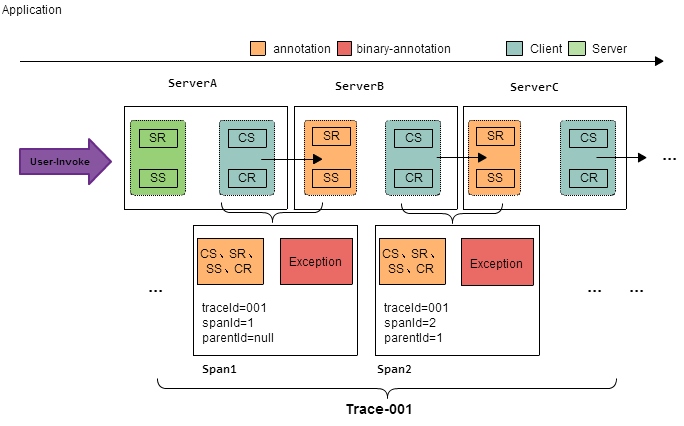 Application
annotation
binary-annotation
Client
Server
ServerA
ServerB
ServerC
User-Invoke
SR
CS
SR
CS
SR
CS
...
SS
CR
SS
CR
SS
CR
CS、SR、
SS、CR
Exception
CS、SR、
SS、CR
Exception
...
...
...
traceId=001
spanId=1
parentId=null
traceId=001
spanId=2
parentId=1
Span1
Span2
Trace-001